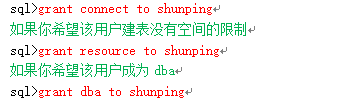 sql>grant connect to shunping
如果你希望该用户建表没有空间的限制
sql>grant resource to shunping
如果你希望该用户成为 dba
sql>grant dba to shunping